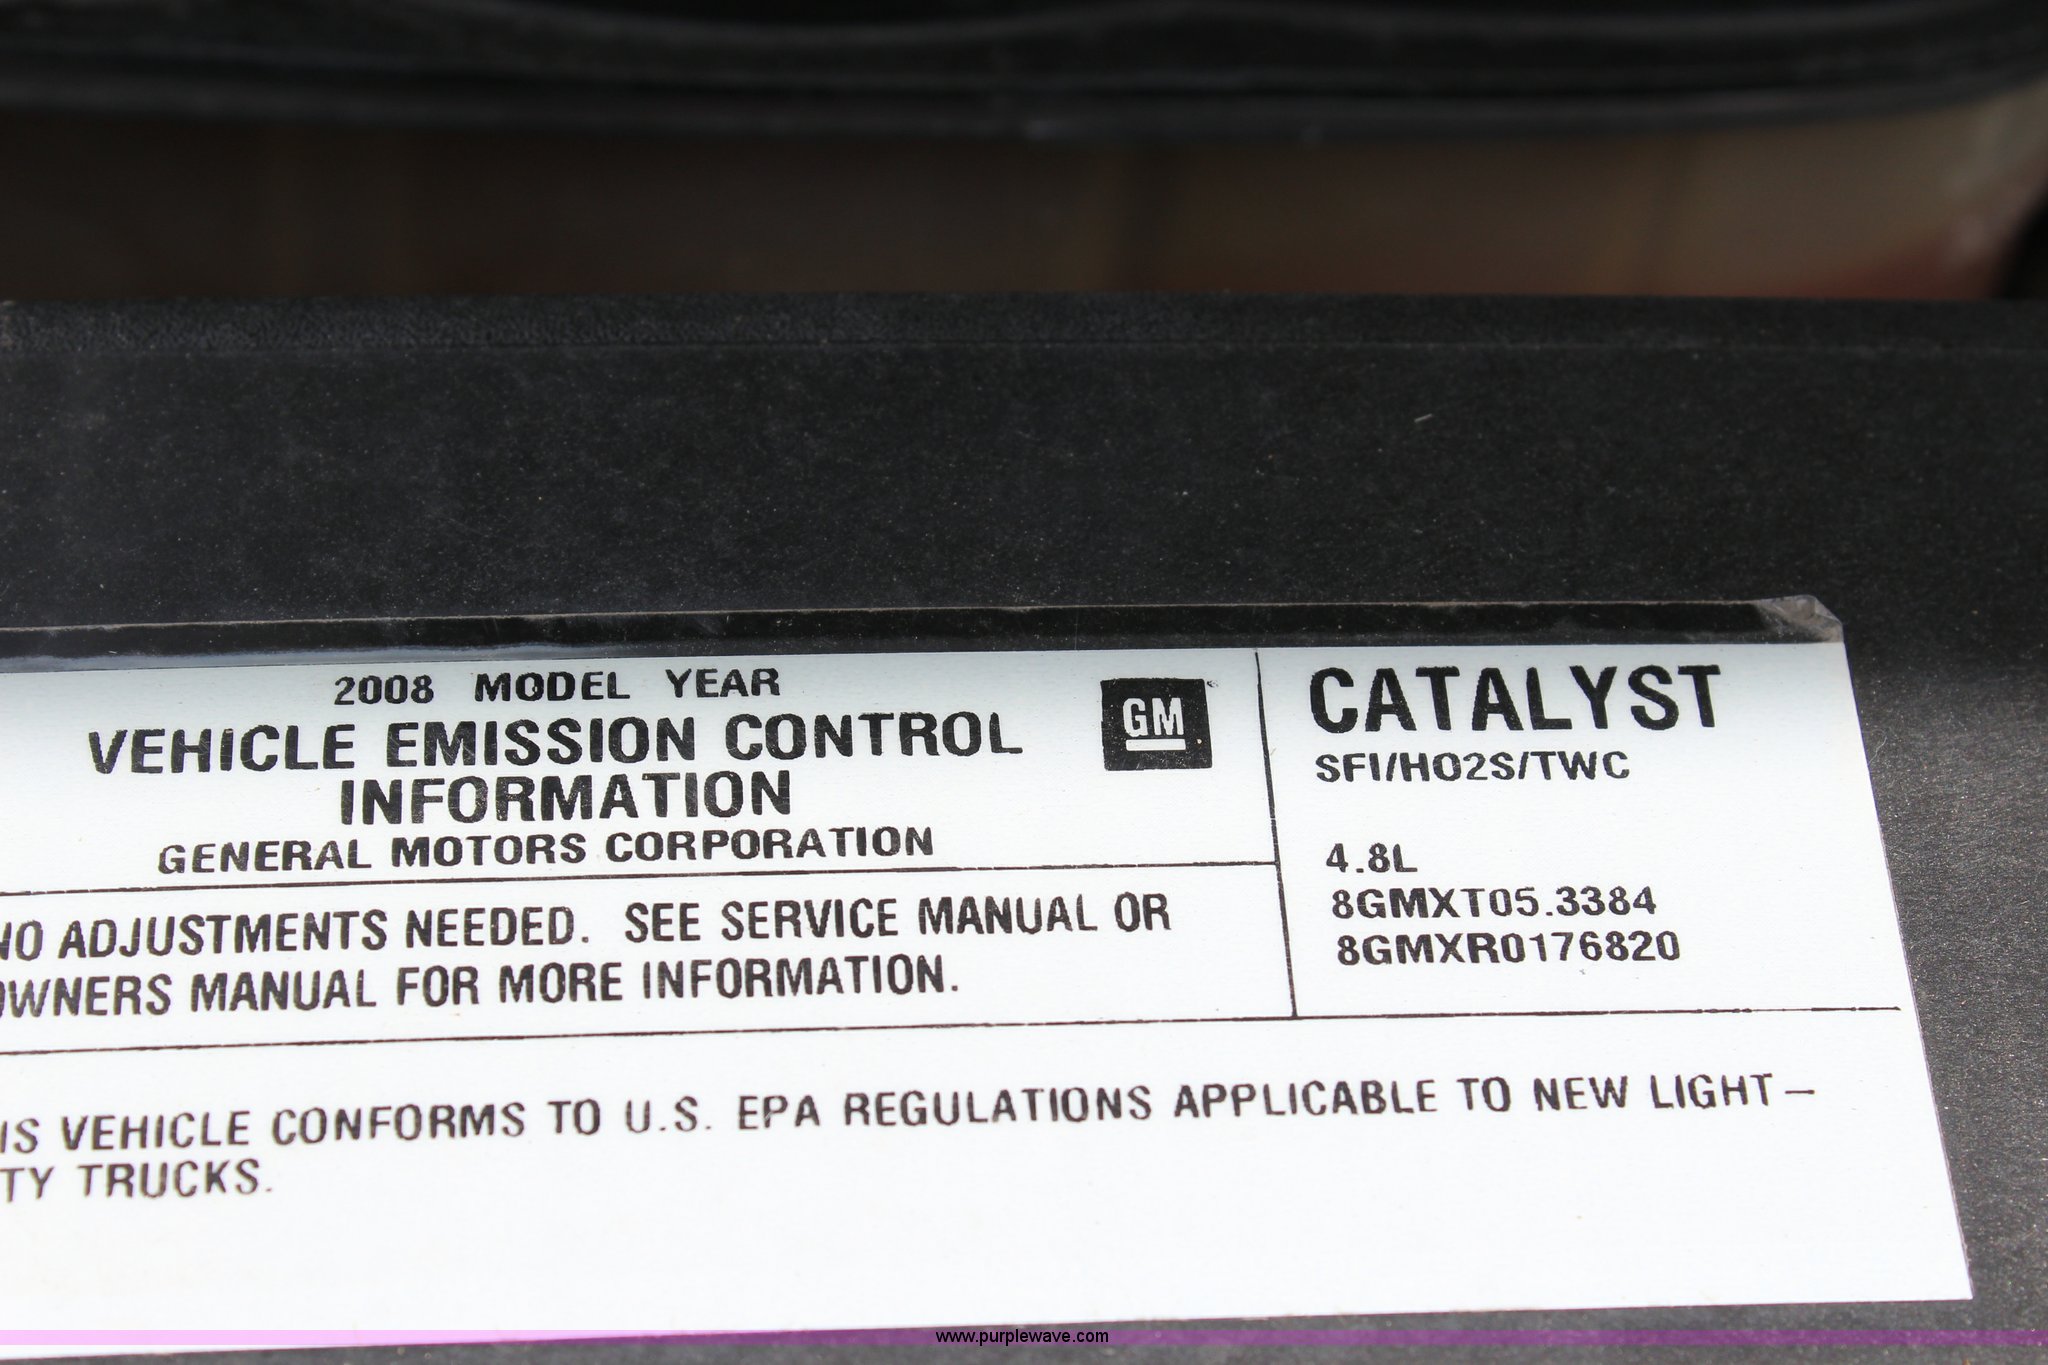 2008 MODEL YEAR
VEHICLE EMISSION CONTROL
INFORMATION
GENERAL MOTORS CORPORATION
GM
NO ADJUSTMENTS NEEDED. SEE SERVICE MANUAL OR
OWNERS MANUAL FOR MORE INFORMATION.
CATALYST
SFI/HO2S/TWC
4.8L
8GMXT05.3384
8GMXR0176820
IS VEHICLE CONFORMS TO U.S. EPA REGULATIONS APPLICABLE TO NEW LIGHT-
TY TRUCKS.
www.purplewave.com